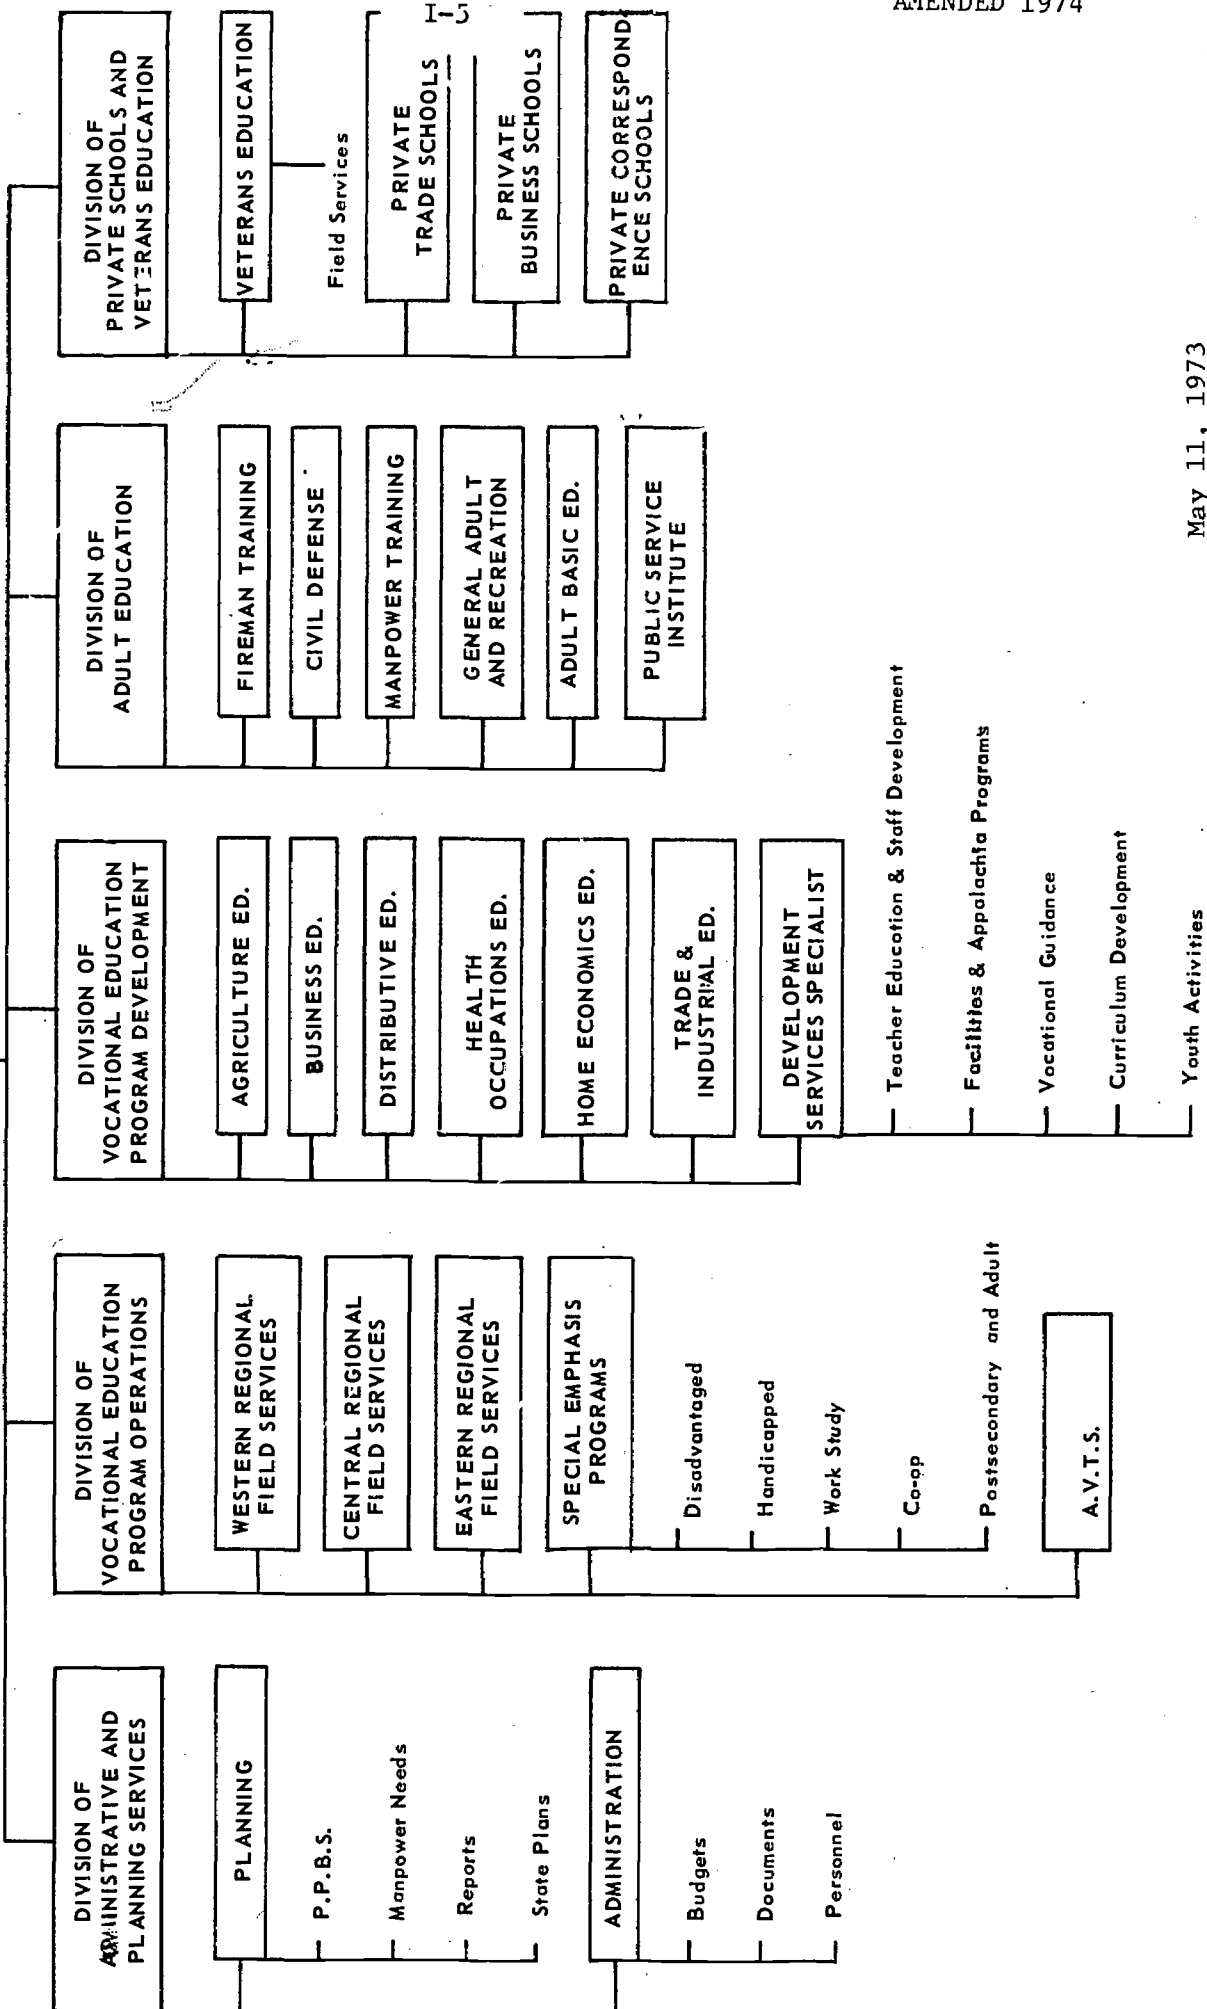 I-5
AMENDED 1974
DIVISION OF
ADMINISTRATIVE AND
PLANNING SERVICES
PLANNING
P.P.B.S.
Manpower Needs
Reports
State Plans
ADMINISTRATION
Budgets
Documents
Personnel
DIVISION OF
VOCATIONAL EDUCATION
PROGRAM OPERATIONS
WESTERN REGIONAL
FIELD SERVICES
CENTRAL REGIONAL
FIELD SERVICES
EASTERN REGIONAL
FIELD SERVICES
SPECIAL EMPHASIS
PROGRAMS
Disadvantaged
Handicapped
Work Study
Co-op
Postsecondary and Adult
A.V.T.S.
DIVISION OF
VOCATIONAL EDUCATION
PROGRAM DEVELOPMENT
AGRICULTURE ED.
BUSINESS ED.
DISTRIBUTIVE ED.
HEALTH
OCCUPATIONS ED.
HOME ECONOMICS ED.
TRADE &
INDUSTRIAL ED.
DEVELOPMENT
SERVICES SPECIALIST
Teacher Education & Staff Development
Facilities & Appalachia Programs
Vocational Guidance
Curriculum Development
Youth Activities
DIVISION OF
ADULT EDUCATION
FIREMAN TRAINING
CIVIL DEFENSE
MANPOWER TRAINING
GENERAL ADULT
AND RECREATION
ADULT BASIC ED.
PUBLIC SERVICE
INSTITUTE
DIVISION OF
PRIVATE SCHOOLS AND
VETERANS EDUCATION
VETERANS EDUCATION
Field Services
PRIVATE
TRADE SCHOOLS
PRIVATE
BUSINESS SCHOOLS
PRIVATE CORRESPOND
ENCE SCHOOLS
May 11, 1973